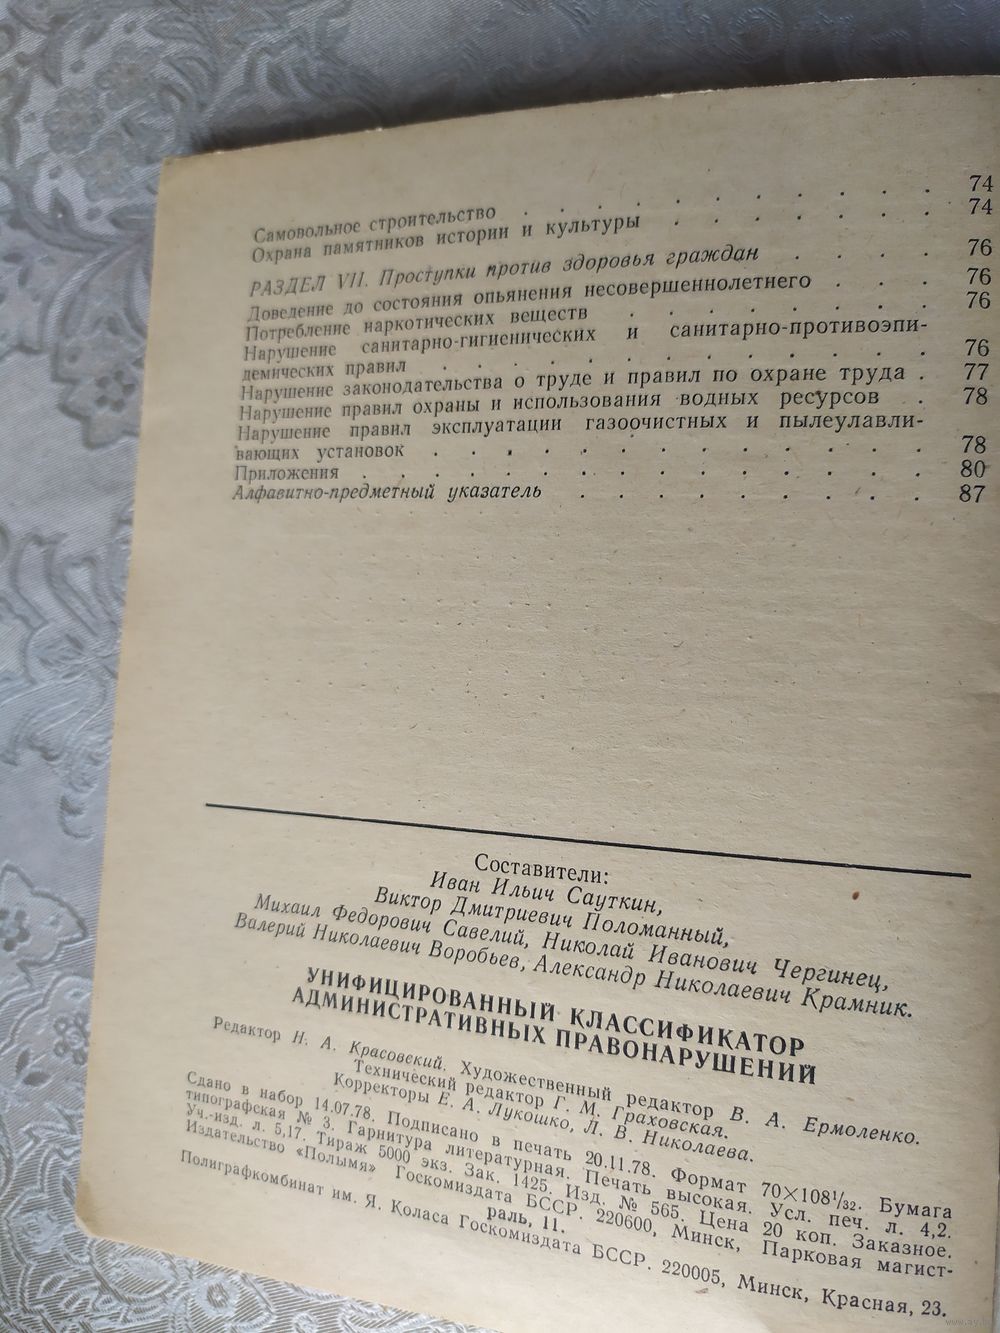 Самовольное строительство . . . . . . . . . . 74
Охрана памятников истории и культуры . . . . . . . 74
РАЗДЕЛ VII. Проступки против здоровья граждан . . . . 76
Доведение до состояния опьянения несовершеннолетнего . . . 76
Потребление наркотических веществ . . . . . . . . 76
Нарушение санитарно-гигиенических и санитарно-противоэпи-
демических правил . . . . . . . . . . . . 76
Нарушение законодательства о труде и правил по охране труда . 77
Нарушение правил охраны и использования водных ресурсов . 78
Нарушение правил эксплуатации газоочистных и пылеулавли-
вающих установок . . . . . . . . . . . . 78
Приложения . . . . . . . . . . . . . . 80
Алфавитно-предметный указатель . . . . . . . . . 87
Составители:
Иван Ильич Сауткин,
Виктор Дмитриевич Поломанный,
Михаил Федорович Савелий, Николай Иванович Чергинец,
Валерий Николаевич Воробьев, Александр Николаевич Крамник.
УНИФИЦИРОВАННЫЙ КЛАССИФИКАТОР
АДМИНИСТРАТИВНЫХ ПРАВОНАРУШЕНИЙ
Редактор Н. А. Красовский. Художественный редактор В. А. Ермоленко.
Технический редактор Г. М. Граховская.
Корректоры Е. А. Лукошко, Л. В. Николаева.
Сдано в набор 14.07.78. Подписано в печать 20.11.78. Формат 70×108¹/₃₂. Бумага
типографская № 3. Гарнитура литературная. Печать высокая. Усл. печ. л. 4,2.
Уч.-изд. л. 5,17. Тираж 5000 экз. Зак. 1425. Изд. № 565. Цена 20 коп. Заказное.
Издательство «Полымя» Госкомиздата БССР. 220600, Минск, Парковая магист-
раль, 11.
Полиграфкомбинат им. Я. Коласа Госкомиздата БССР. 220005, Минск, Красная, 23.